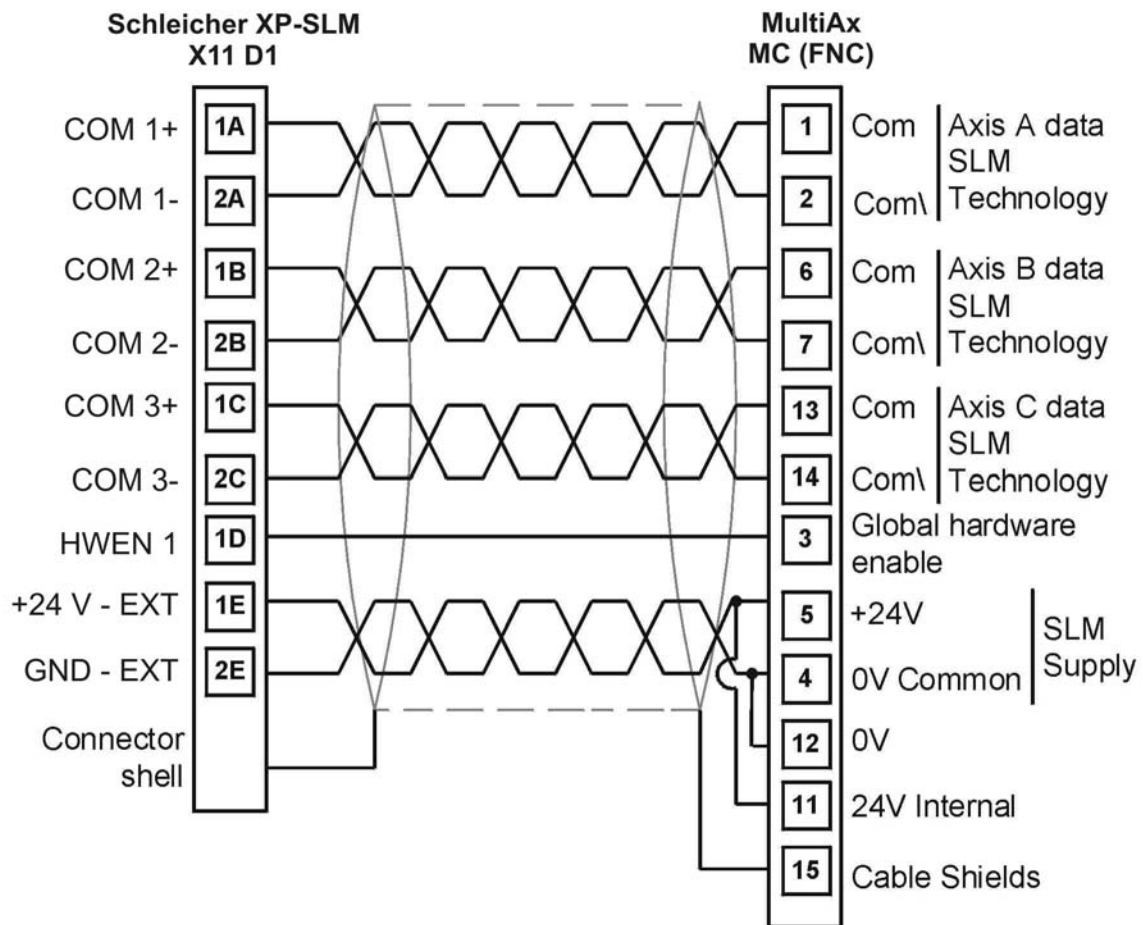 Schleicher XP-SLM
X11 D1
COM 1+
1A
COM 1-
2A
COM 2+
1B
COM 2-
2B
COM 3+
1C
COM 3-
2C
HWEN 1
1D
+24 V - EXT
1E
GND - EXT
2E
Connector
shell
MultiAx
MC (FNC)
1
Com
2
Com\
Axis A data
SLM
Technology
6
Com
7
Com\
Axis B data
SLM
Technology
13
Com
14
Com\
Axis C data
SLM
Technology
3
Global hardware
enable
5
+24V
4
0V Common
SLM
Supply
12
0V
11
24V Internal
15
Cable Shields